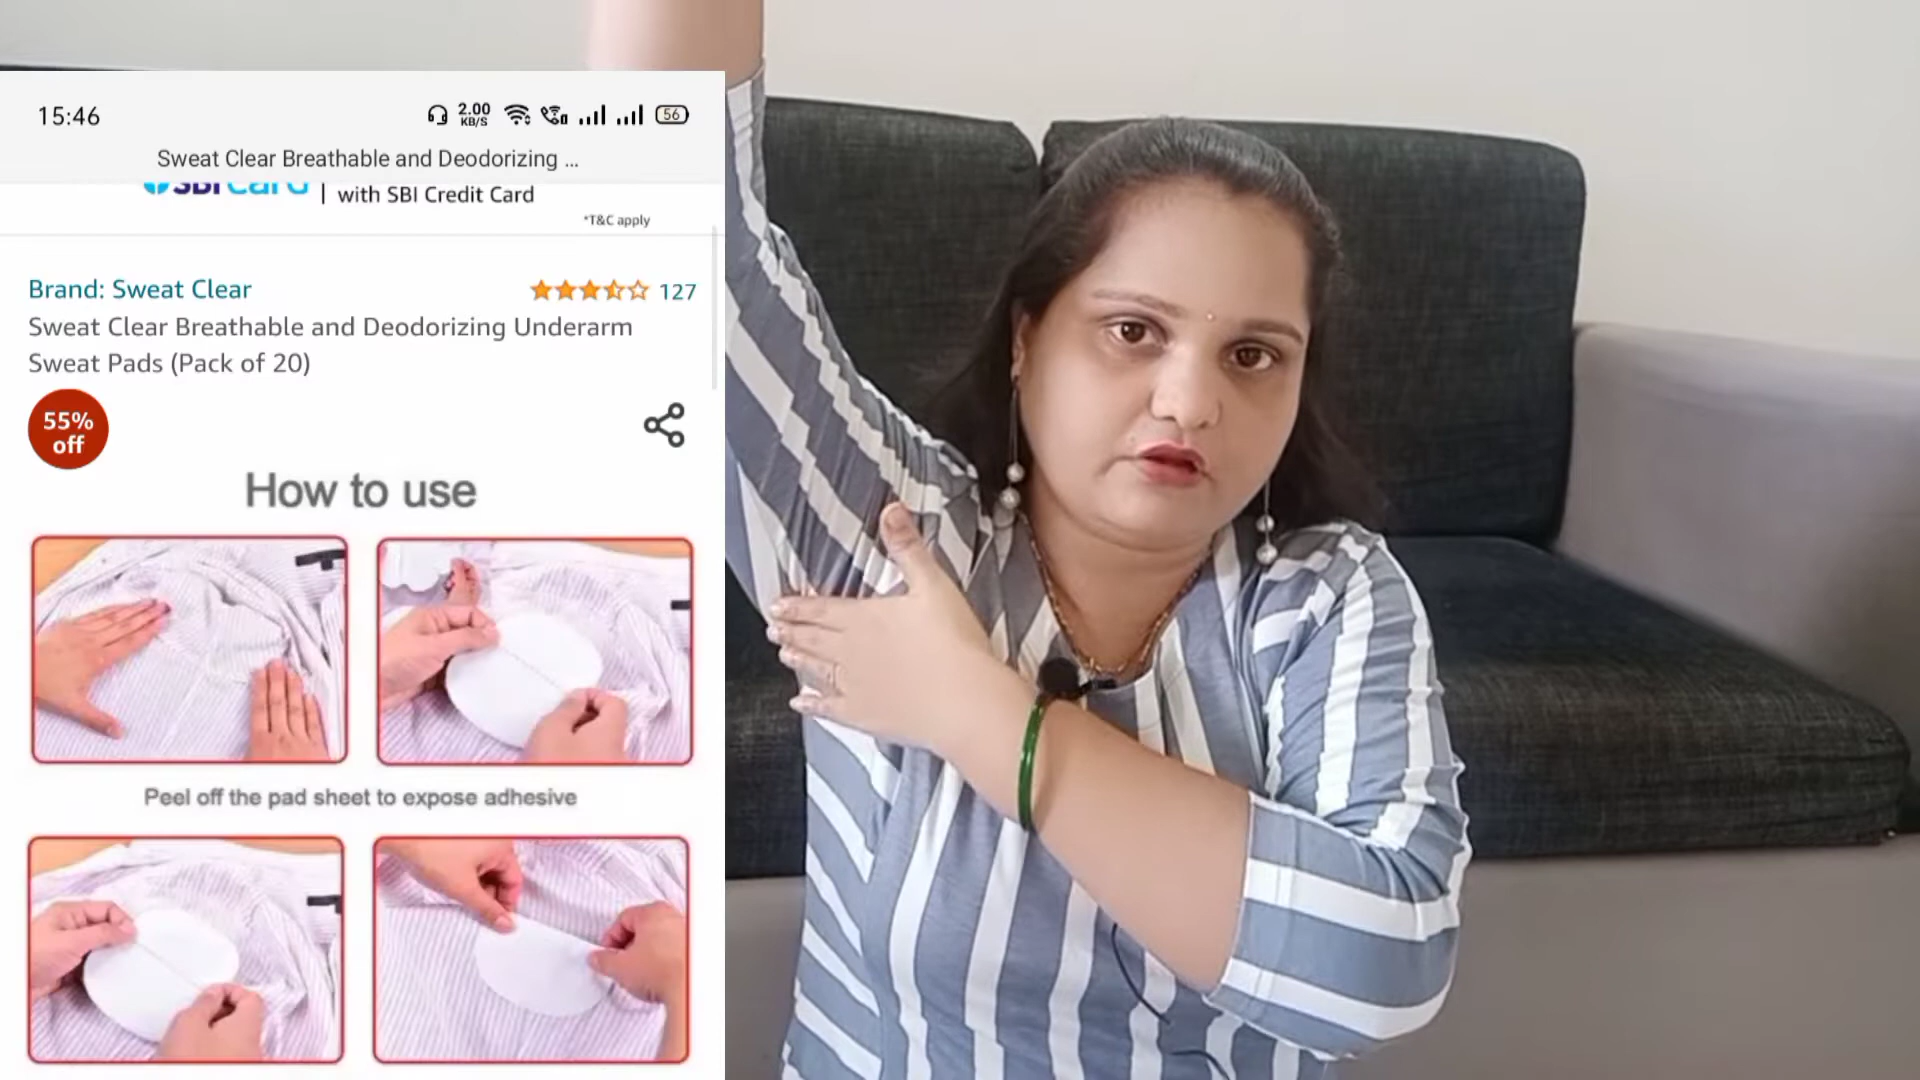 15:46
2.00
KB/S
56
Sweat Clear Breathable and Deodorizing ...
SBI Card
with SBI Credit Card
*T&C apply
Brand: Sweat Clear
127
Sweat Clear Breathable and Deodorizing Underarm
Sweat Pads (Pack of 20)
55%
off
How to use
Peel off the pad sheet to expose adhesive